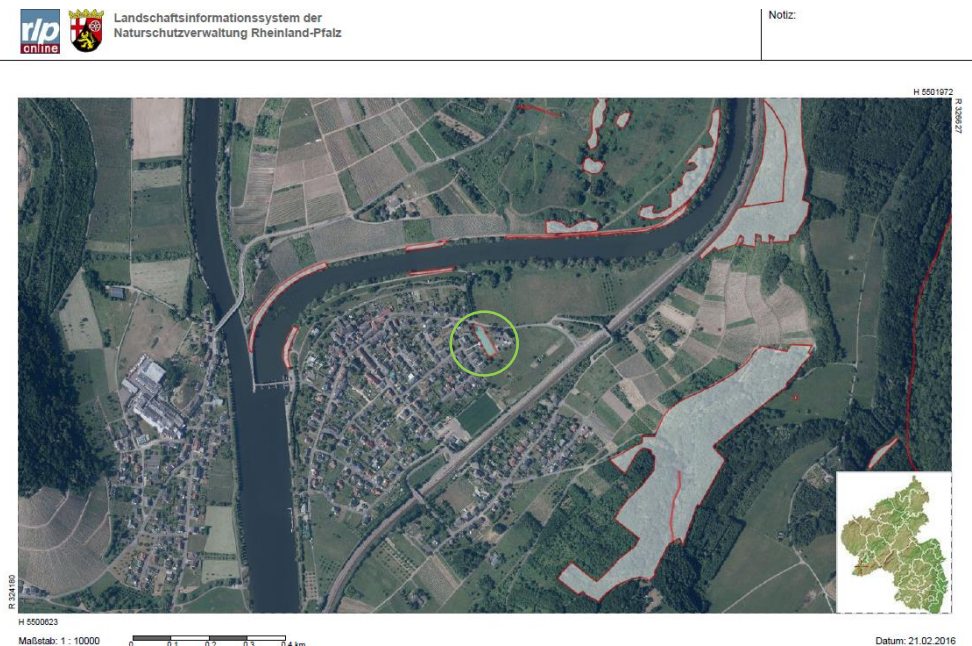 rlp
online
Landschaftsinformationssystem der
Naturschutzverwaltung Rheinland-Pfalz
Notiz:
H 5501972
R 326627
R 324180
H 5500623
Maßstab: 1 : 10000
0 0.1 0.2 0.3 0.4 km
Datum: 21.02.2016